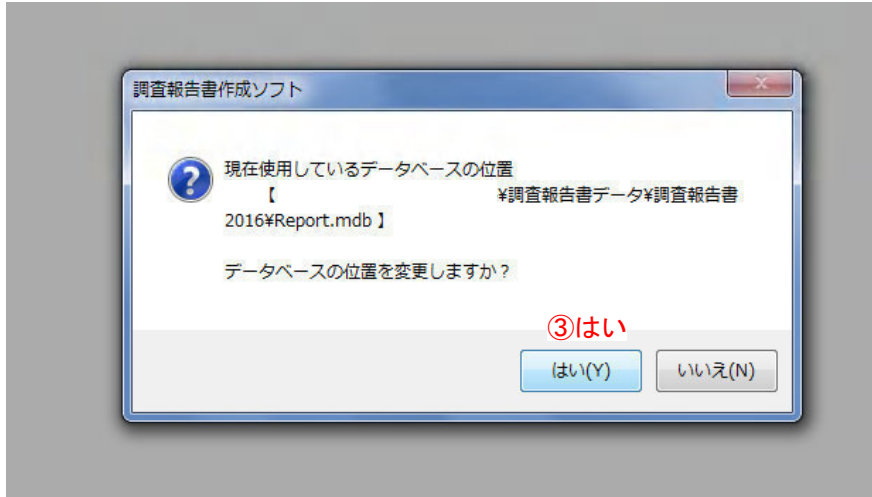 調査報告書作成ソフト
現在使用しているデータベースの位置
【 ¥調査報告書データ¥調査報告書
2016¥Report.mdb 】
データベースの位置を変更しますか？
③はい
はい(Y) いいえ(N)